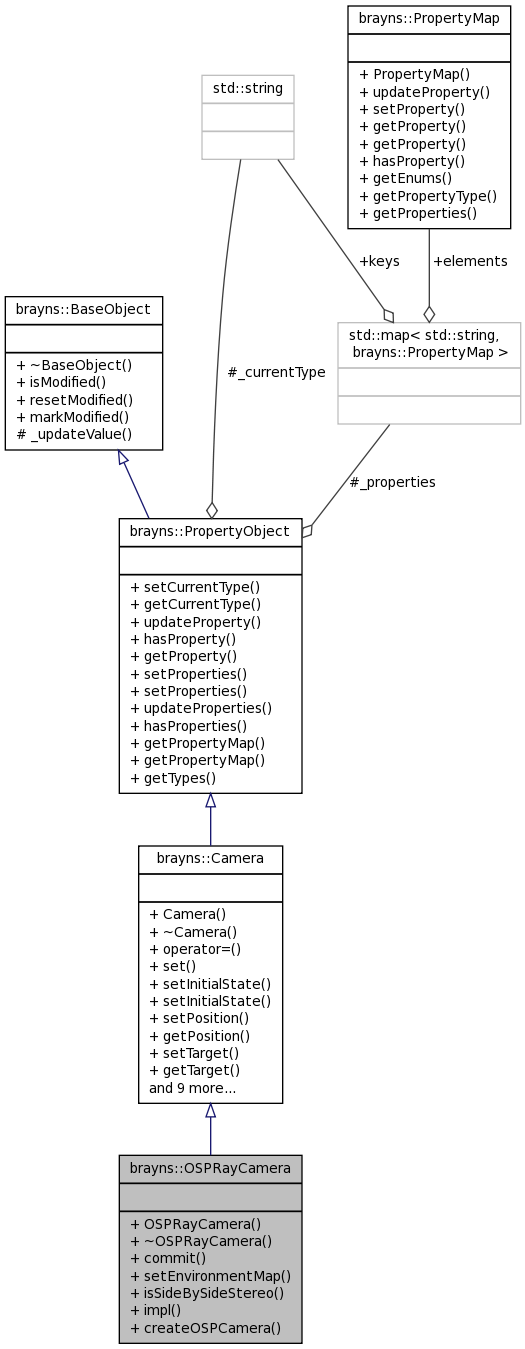 brayns::PropertyMap
+ PropertyMap()
+ updateProperty()
+ setProperty()
+ getProperty()
+ getProperty()
+ hasProperty()
+ getEnums()
+ getPropertyType()
+ getProperties()
std::string
+keys
+elements
brayns::BaseObject
+ ~BaseObject()
+ isModified()
+ resetModified()
+ markModified()
# _updateValue()
std::map< std::string,
brayns::PropertyMap >
#_currentType
#_properties
brayns::PropertyObject
+ setCurrentType()
+ getCurrentType()
+ updateProperty()
+ hasProperty()
+ getProperty()
+ setProperties()
+ setProperties()
+ updateProperties()
+ hasProperties()
+ getPropertyMap()
+ getPropertyMap()
+ getTypes()
brayns::Camera
+ Camera()
+ ~Camera()
+ operator=()
+ set()
+ setInitialState()
+ setInitialState()
+ setPosition()
+ getPosition()
+ setTarget()
+ getTarget()
and 9 more...
brayns::OSPRayCamera
+ OSPRayCamera()
+ ~OSPRayCamera()
+ commit()
+ setEnvironmentMap()
+ isSideBySideStereo()
+ impl()
+ createOSPCamera()